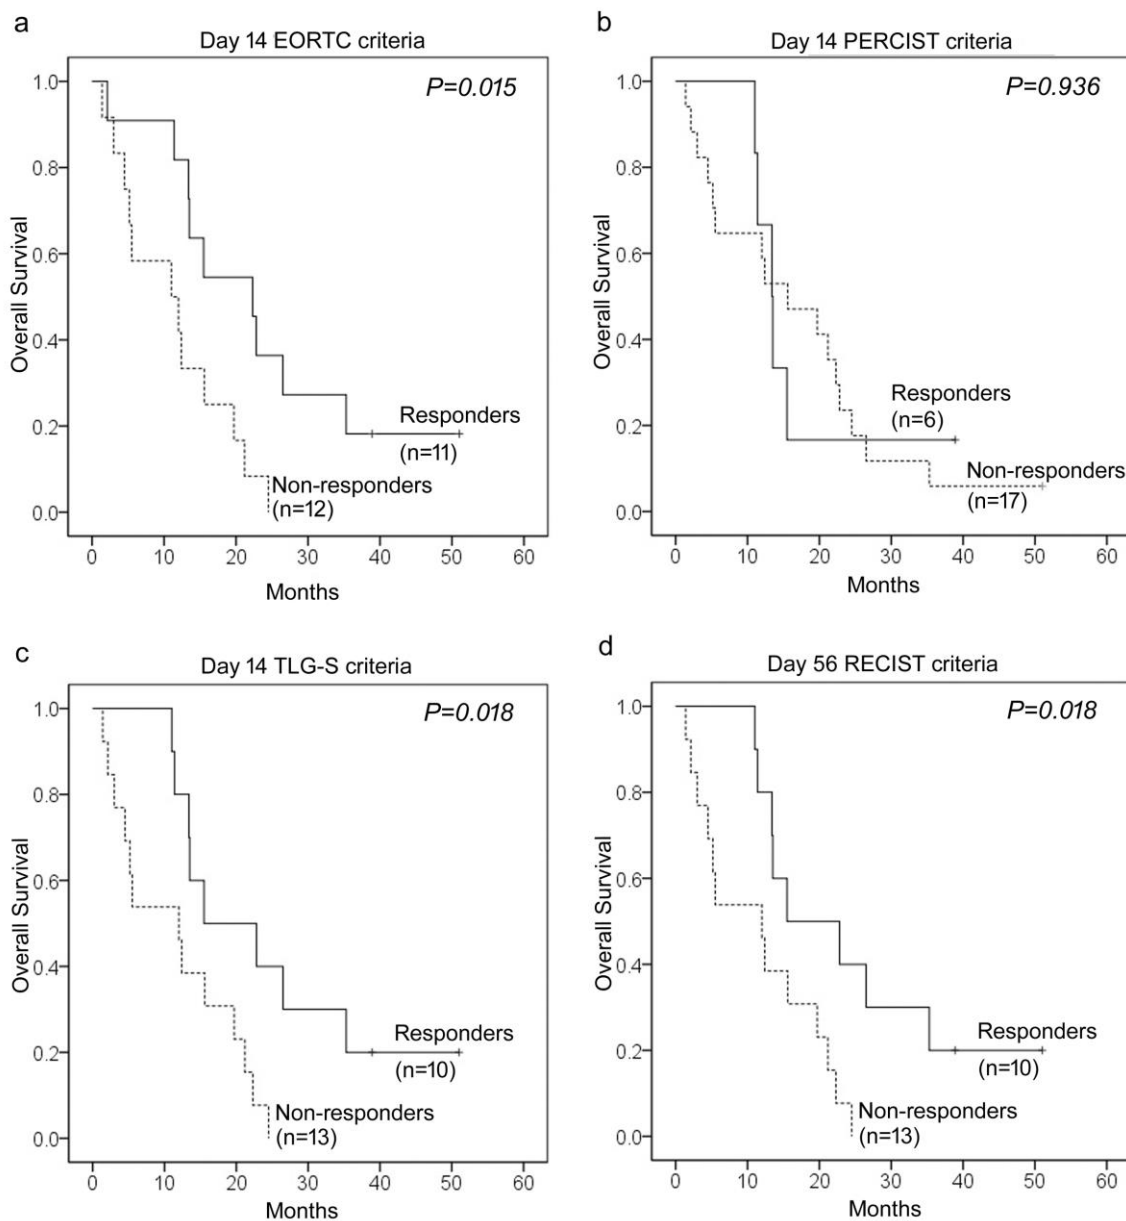 a
Day 14 EORTC criteria
P=0.015
Overall Survival
1.0
0.8
0.6
0.4
0.2
0.0
Responders
(n=11)
Non-responders
(n=12)
0 10 20 30 40 50 60
Months
b
Day 14 PERCIST criteria
P=0.936
Overall Survival
1.0
0.8
0.6
0.4
0.2
0.0
Responders
(n=6)
Non-responders
(n=17)
0 10 20 30 40 50 60
Months
c
Day 14 TLG-S criteria
P=0.018
Overall Survival
1.0
0.8
0.6
0.4
0.2
0.0
Responders
(n=10)
Non-responders
(n=13)
0 10 20 30 40 50 60
Months
d
Day 56 RECIST criteria
P=0.018
Overall Survival
1.0
0.8
0.6
0.4
0.2
0.0
Responders
(n=10)
Non-responders
(n=13)
0 10 20 30 40 50 60
Months